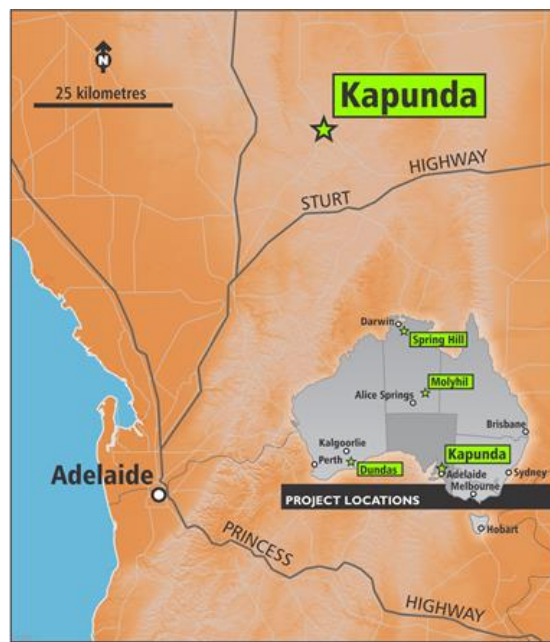 N
25 kilometres
Kapunda
HIGHWAY
STURT
Darwin
Spring Hill
Molyhil
Alice Springs
Brisbane
Kalgoorlie
Kapunda
Perth
Dundas
Adelaide
Sydney
Melbourne
Adelaide
PROJECT LOCATIONS
Hobart
PRINCESS
HIGHWAY